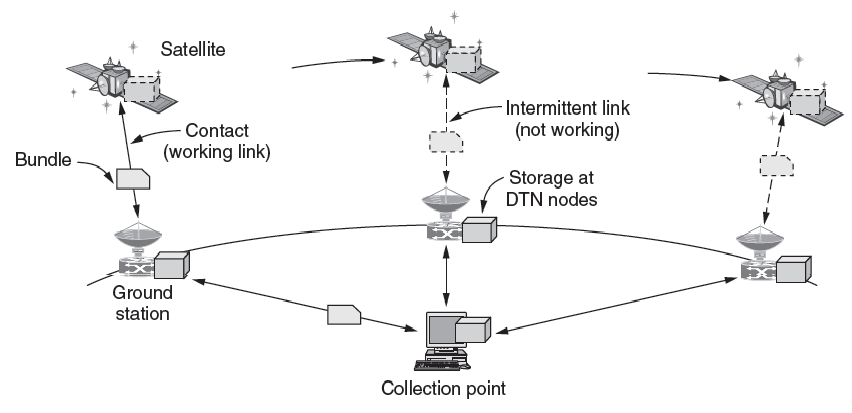 Satellite
Contact
(working link)
Bundle
Intermittent link
(not working)
Storage at
DTN nodes
Ground
station
Collection point